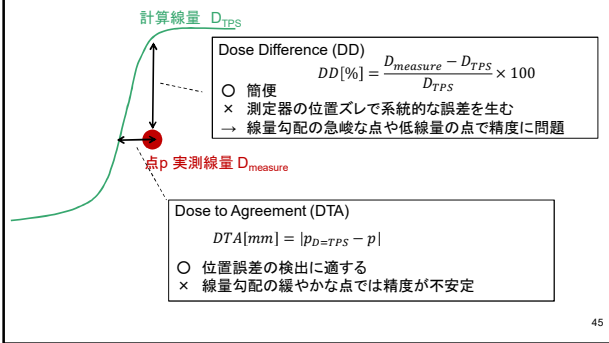 計算線量 D_TPS
Dose Difference (DD)
DD[%] = (D_measure − D_TPS) / D_TPS × 100
○ 簡便
× 測定器の位置ズレで系統的な誤差を生む
→ 線量勾配の急峻な点や低線量の点で精度に問題
点p 実測線量 D_measure
Dose to Agreement (DTA)
DTA[mm] = |p_{D=TPS} − p|
○ 位置誤差の検出に適する
× 線量勾配の緩やかな点では精度が不安定
45